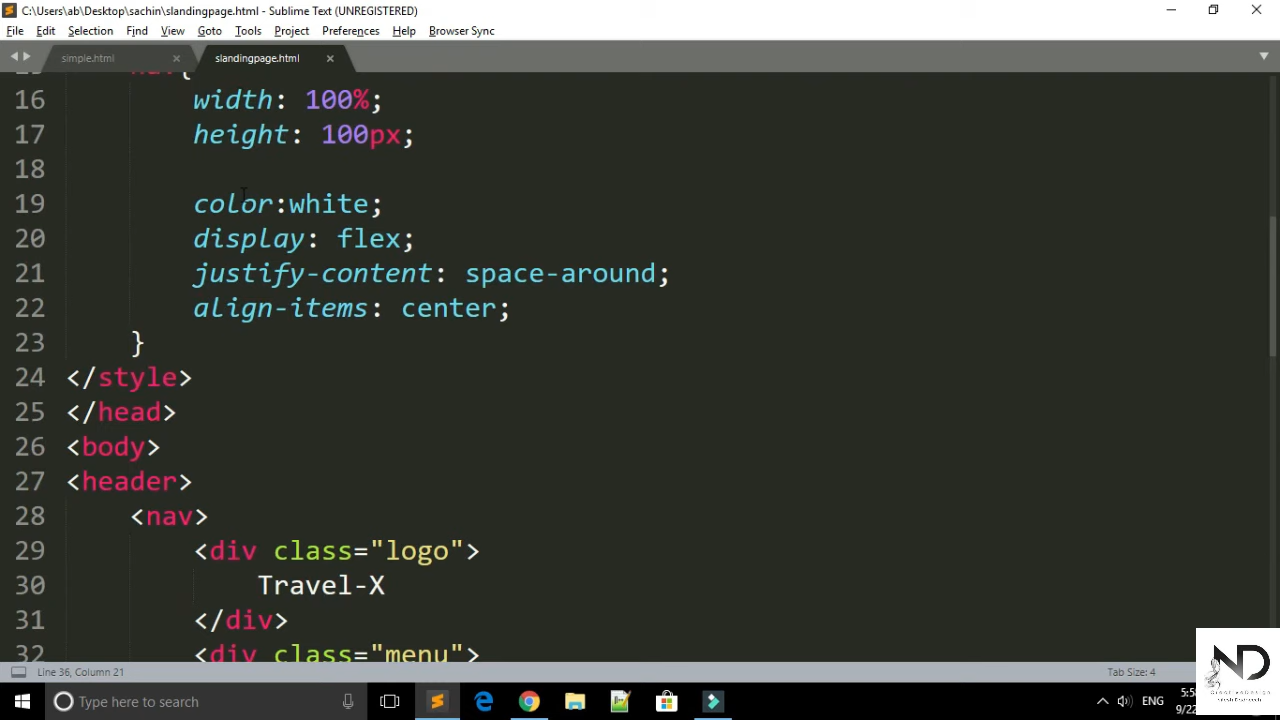 C:\Users\ab\Desktop\sachin\slandingpage.html - Sublime Text (UNREGISTERED)
File Edit Selection Find View Goto Tools Project Preferences Help Browser Sync
simple.html slandingpage.html
16 width: 100%;
17 height: 100px;
18
19 color:white;
20 display: flex;
21 justify-content: space-around;
22 align-items: center;
23 }
24 </style>
25 </head>
26 <body>
27 <header>
28 <nav>
29 <div class="logo">
30 Travel-X
31 </div>
32 <div class="menu">
Line 36, Column 21 Tab Size: 4
Type here to search
ENG
ND